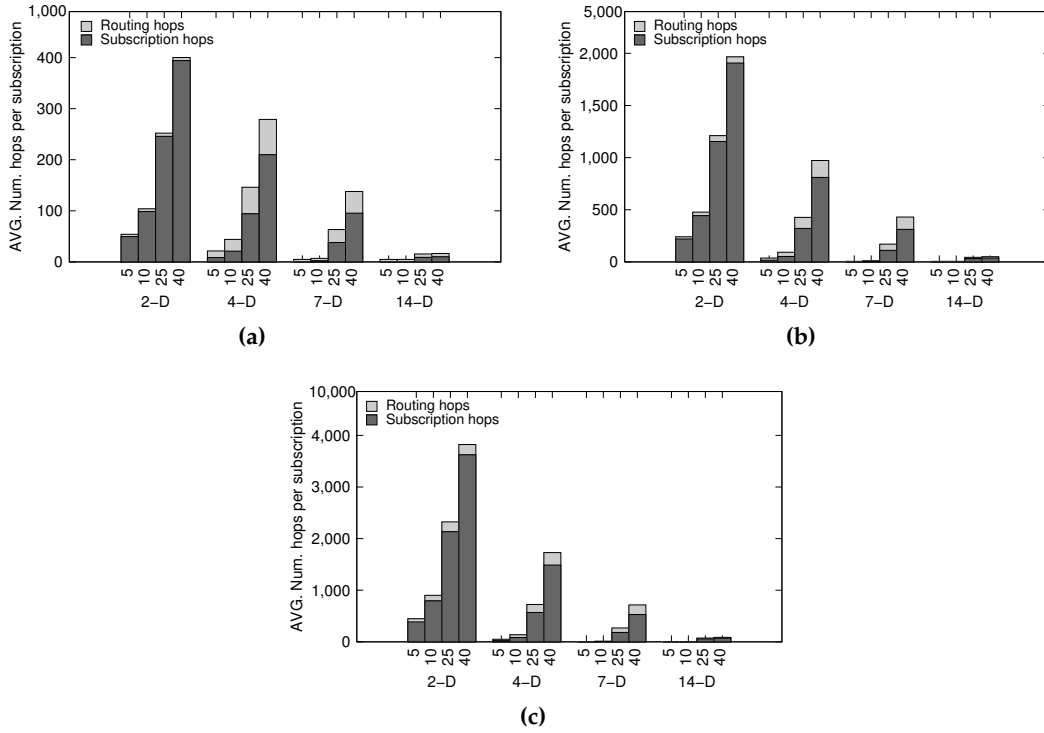 1,000
Routing hops
Subscription hops
400
300
200
100
0
AVG. Num. hops per subscription
5 10 25 40 5 10 25 40 5 10 25 40 5 10 25 40
2-D 4-D 7-D 14-D
(a)
5,000
Routing hops
Subscription hops
2,000
1,500
1,000
500
0
AVG. Num. hops per subscription
5 10 25 40 5 10 25 40 5 10 25 40 5 10 25 40
2-D 4-D 7-D 14-D
(b)
10,000
Routing hops
Subscription hops
4,000
3,000
2,000
1,000
0
AVG. Num. hops per subscription
5 10 25 40 5 10 25 40 5 10 25 40 5 10 25 40
2-D 4-D 7-D 14-D
(c)